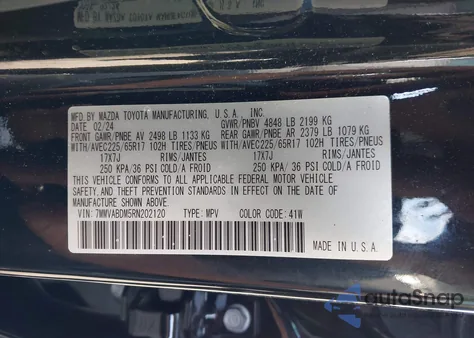 MFD. BY MAZDA TOYOTA MANUFACTURING, U.S.A. INC.
DATE: 02/24 GVWR/PNBV 4848 LB 2199 KG
FRONT GAWR/PNBE AV 2498 LB 1133 KG REAR GAWR/PNBE AR 2379 LB 1079 KG
WITH/AVEC225/65R17 102H TIRES/PNEUS WITH/AVEC225/65R17 102H TIRES/PNEUS
17X7J RIMS/JANTES 17X7J RIMS/JANTES
250 KPA/36 PSI COLD/A FROID 250 KPA/36 PSI COLD/A FROID
THIS VEHICLE CONFORMS TO ALL APPLICABLE FEDERAL MOTOR VEHICLE
SAFETY, AND THEFT PREVENTION STANDARDS IN EFFECT ON THE DATE OF
MANUFACTURE SHOWN ABOVE.
VIN: 7MMVABDM5RN202120 TYPE: MPV COLOR CODE: 41W
MADE IN U.S.A.
autoSnap